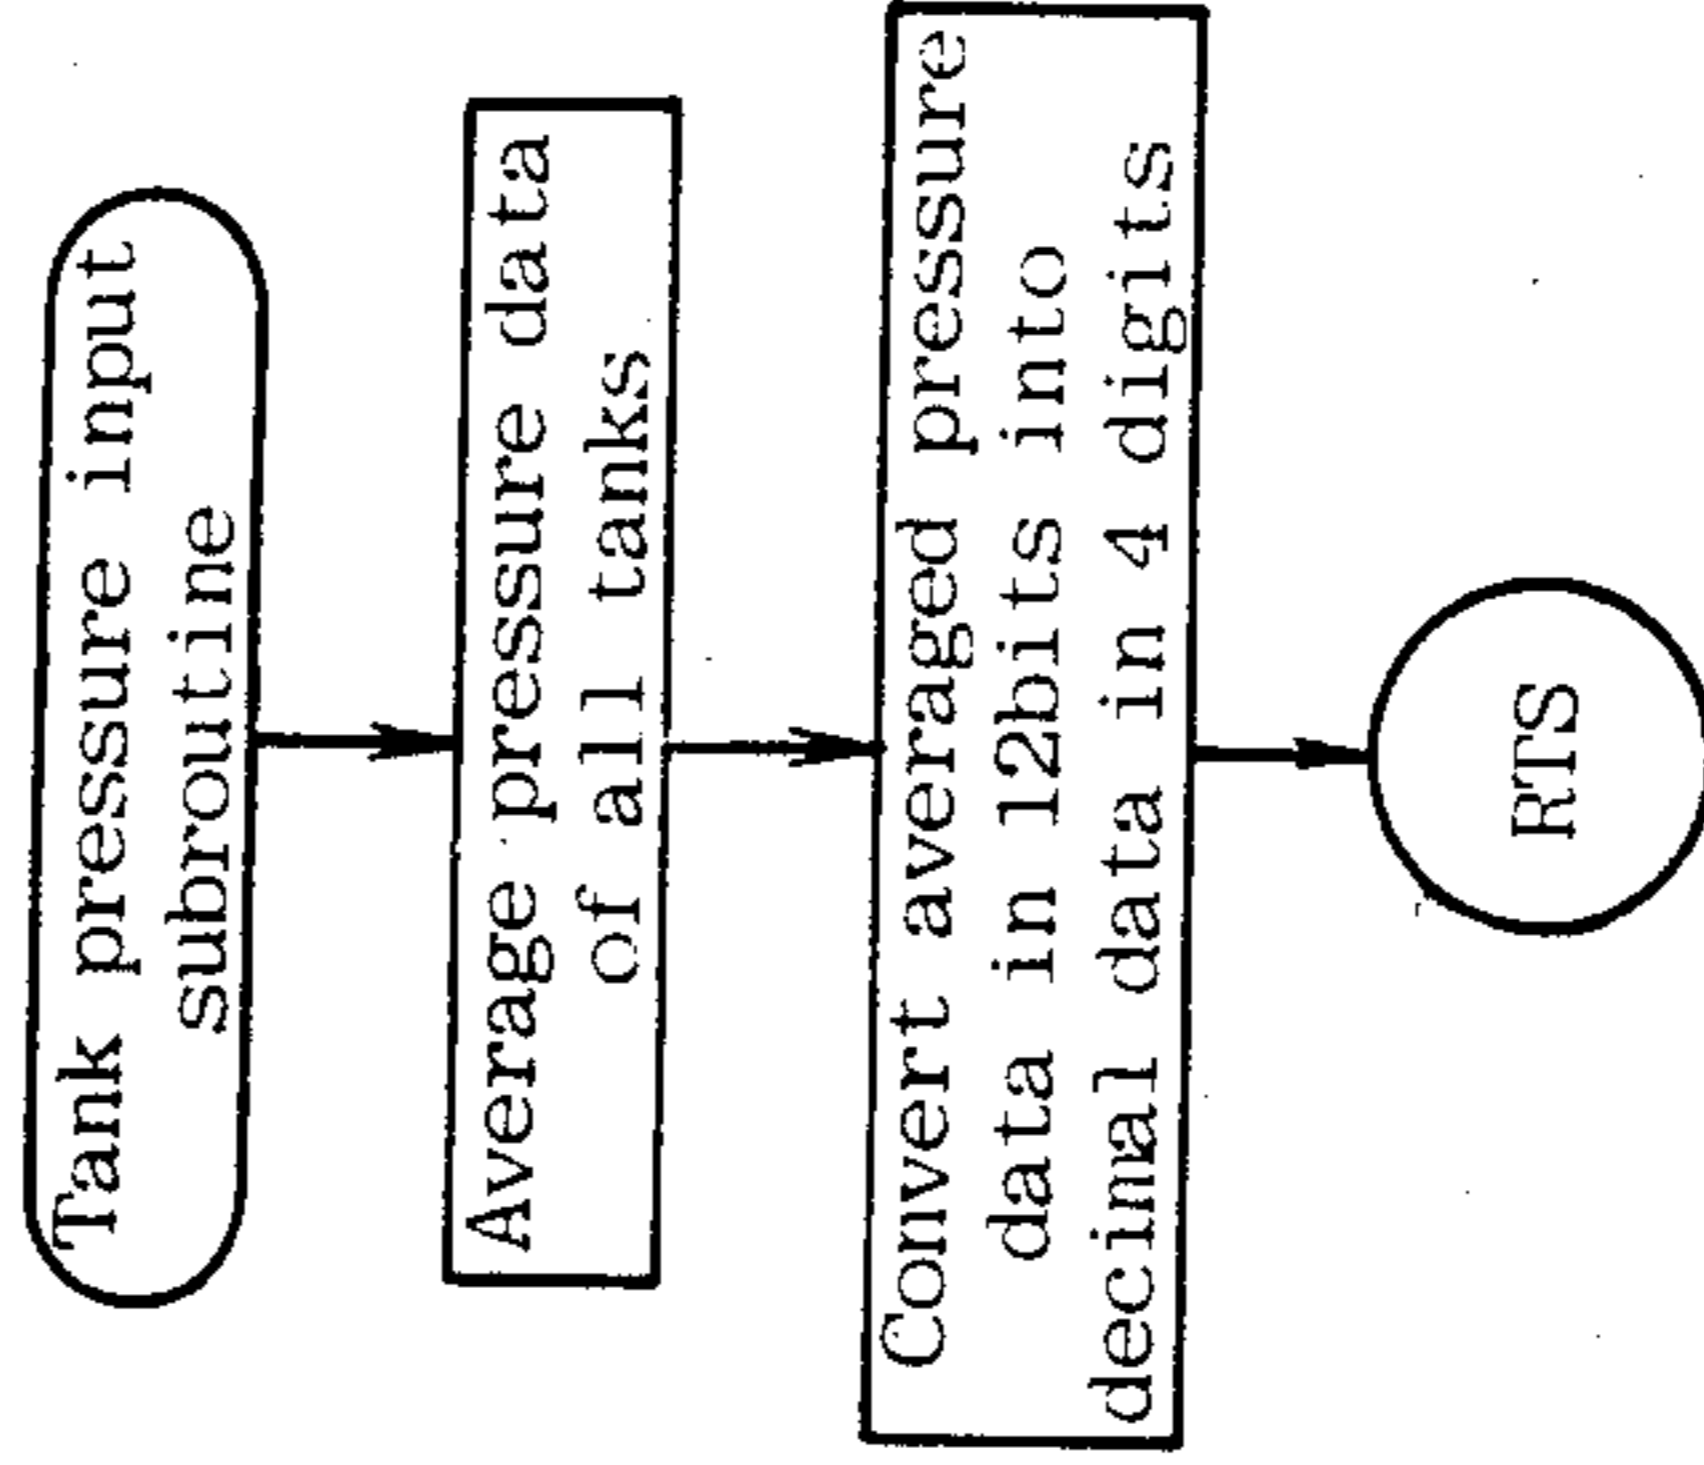 Tank pressure input
subroutine
Average pressure data
of all tanks
Convert averaged pressure
data in 12bits into
decimal data in 4 digits
RTS